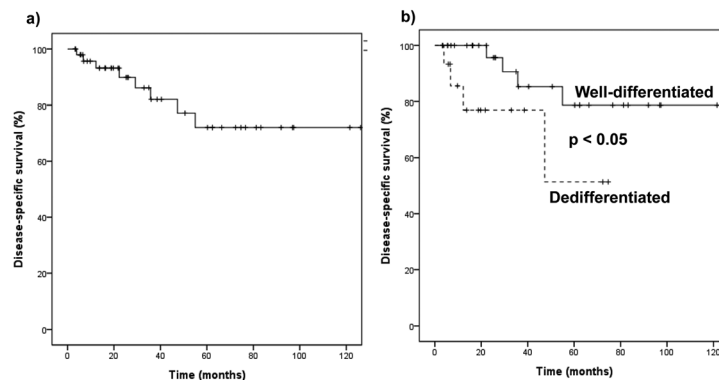 a)
Disease-specific survival (%)
100
80
60
40
20
0
0 20 40 60 80 100 120
Time (months)
b)
Disease-specific survival (%)
100
80
60
40
20
0
Well-differentiated
p < 0.05
Dedifferentiated
0 20 40 60 80 100 120
Time (months)